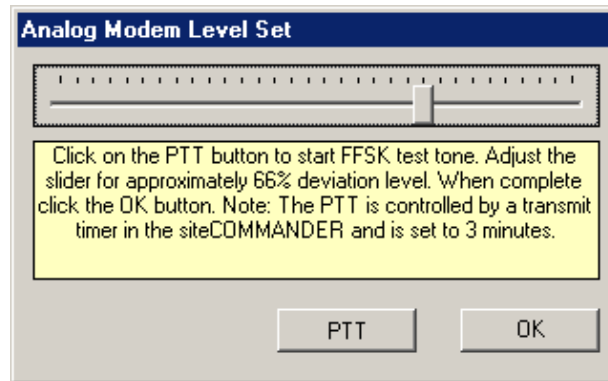 Analog Modem Level Set
Click on the PTT button to start FFSK test tone. Adjust the
slider for approximately 66% deviation level. When complete
click the OK button. Note: The PTT is controlled by a transmit
timer in the siteCOMMANDER and is set to 3 minutes.
PTT
OK